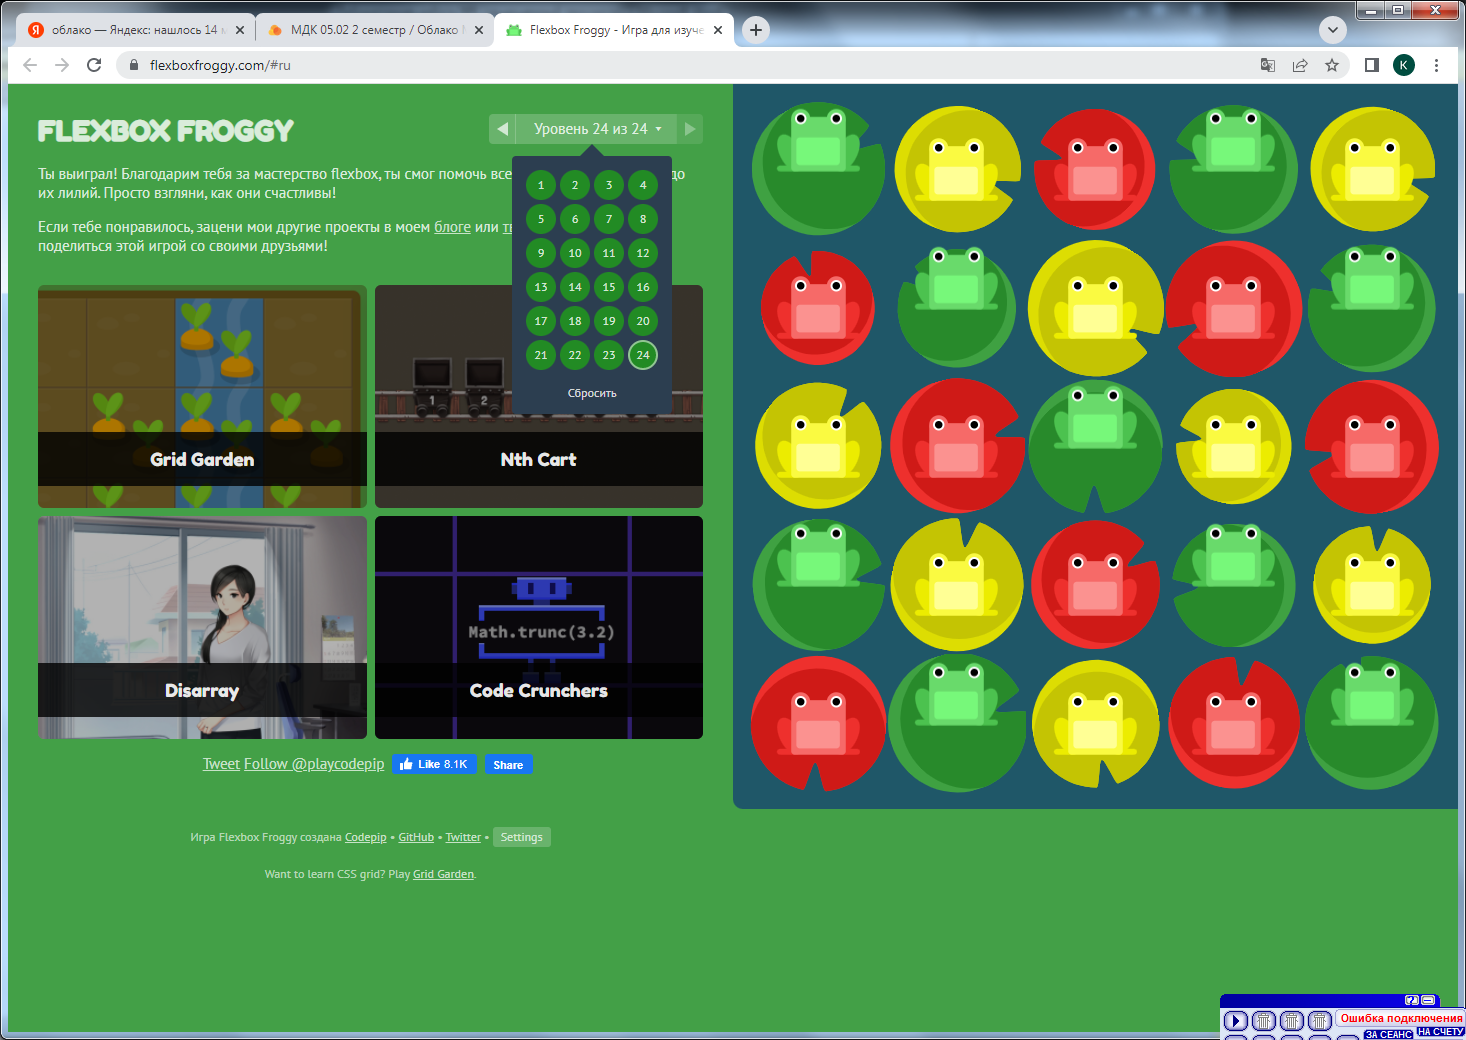 облако — Яндекс: нашлось 14
МДК 05.02 2 семестр / Облако
Flexbox Froggy - Игра для изуче
flexboxfroggy.com/#ru
K
FLEXBOX FROGGY
Уровень 24 из 24
Ты выиграл! Благодарим тебя за мастерство flexbox, ты смог помочь все до
их лилий. Просто взгляни, как они счастливы!
Если тебе понравилось, зацени мои другие проекты в моем блоге или
поделиться этой игрой со своими друзьями!
1 2 3 4
5 6 7 8
9 10 11 12
13 14 15 16
17 18 19 20
21 22 23 24
Сбросить
1 2
Grid Garden
Nth Cart
Math.trunc(3.2)
Disarray
Code Crunchers
Tweet Follow @playcodepip Like 8.1K Share
Игра Flexbox Froggy создана Codepip • GitHub • Twitter • Settings
Want to learn CSS grid? Play Grid Garden.
Ошибка подключения
ЗА СЕАНС НА СЧЕТУ